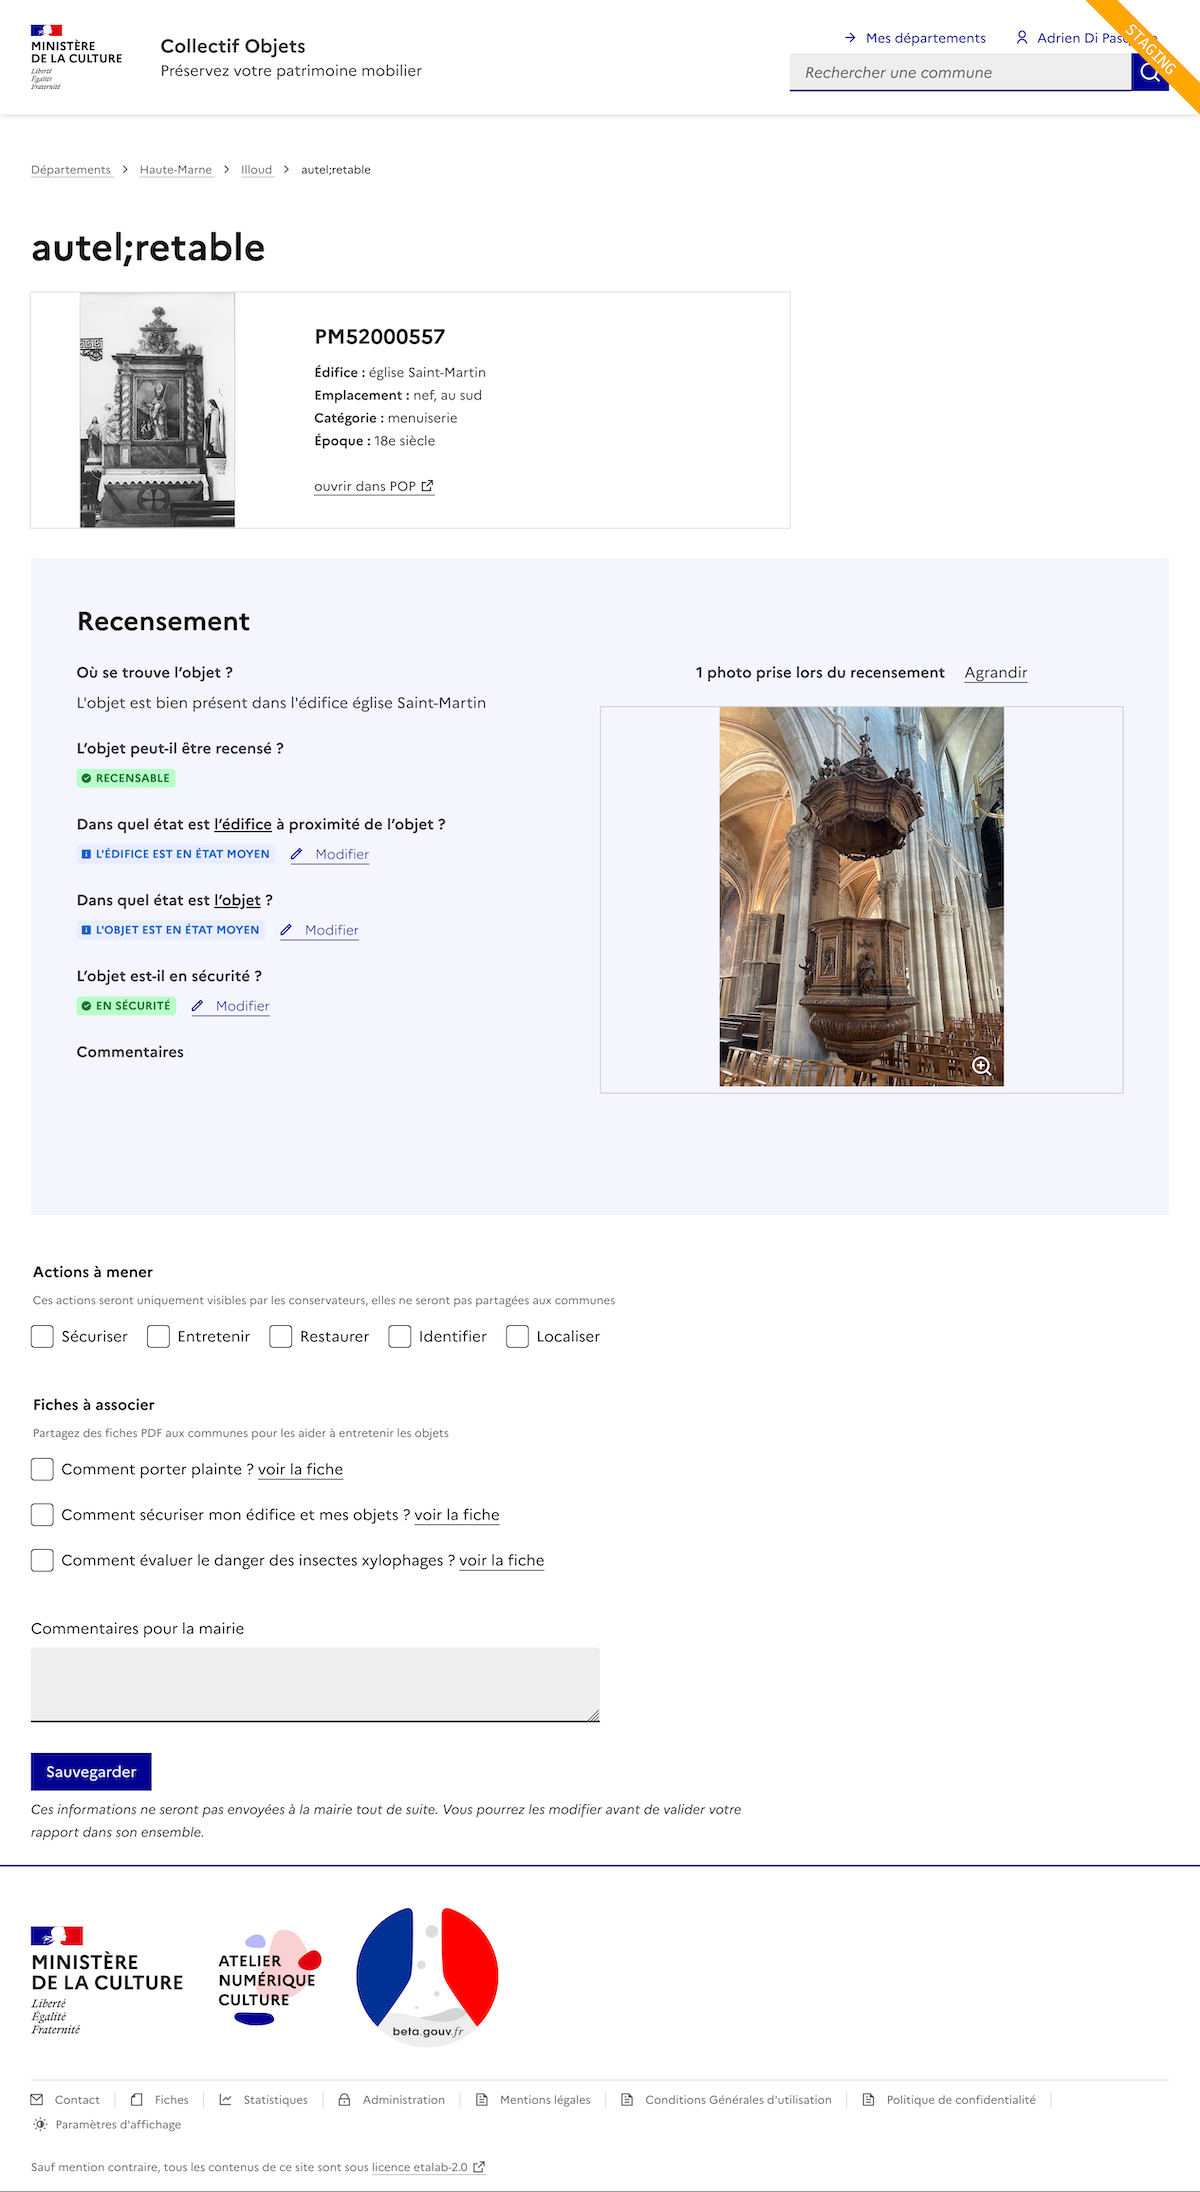 MINISTÈRE
DE LA CULTURE
Liberté
Égalité
Fraternité
Collectif Objets
Préservez votre patrimoine mobilier
Mes départements
Adrien Di
STAGING
Rechercher une commune
Départements > Haute-Marne > Illoud > autel;retable
autel;retable
PM52000557
Édifice : église Saint-Martin
Emplacement : nef, au sud
Catégorie : menuiserie
Époque : 18e siècle
ouvrir dans POP
Recensement
Où se trouve l’objet ?
L'objet est bien présent dans l'édifice église Saint-Martin
L’objet peut-il être recensé ?
RECENSABLE
Dans quel état est l’édifice à proximité de l’objet ?
L'ÉDIFICE EST EN ÉTAT MOYEN Modifier
Dans quel état est l’objet ?
L'OBJET EST EN ÉTAT MOYEN Modifier
L’objet est-il en sécurité ?
EN SÉCURITÉ Modifier
Commentaires
1 photo prise lors du recensement Agrandir
Actions à mener
Ces actions seront uniquement visibles par les conservateurs, elles ne seront pas partagées aux communes
Sécuriser Entretenir Restaurer Identifier Localiser
Fiches à associer
Partagez des fiches PDF aux communes pour les aider à entretenir les objets
Comment porter plainte ? voir la fiche
Comment sécuriser mon édifice et mes objets ? voir la fiche
Comment évaluer le danger des insectes xylophages ? voir la fiche
Commentaires pour la mairie
Sauvegarder
Ces informations ne seront pas envoyées à la mairie tout de suite. Vous pourrez les modifier avant de valider votre
rapport dans son ensemble.
MINISTÈRE
DE LA CULTURE
Liberté
Égalité
Fraternité
ATELIER
NUMÉRIQUE
CULTURE
beta.gouv.fr
Contact Fiches Statistiques Administration Mentions légales Conditions Générales d'utilisation Politique de confidentialité
Paramètres d'affichage
Sauf mention contraire, tous les contenus de ce site sont sous licence etalab-2.0